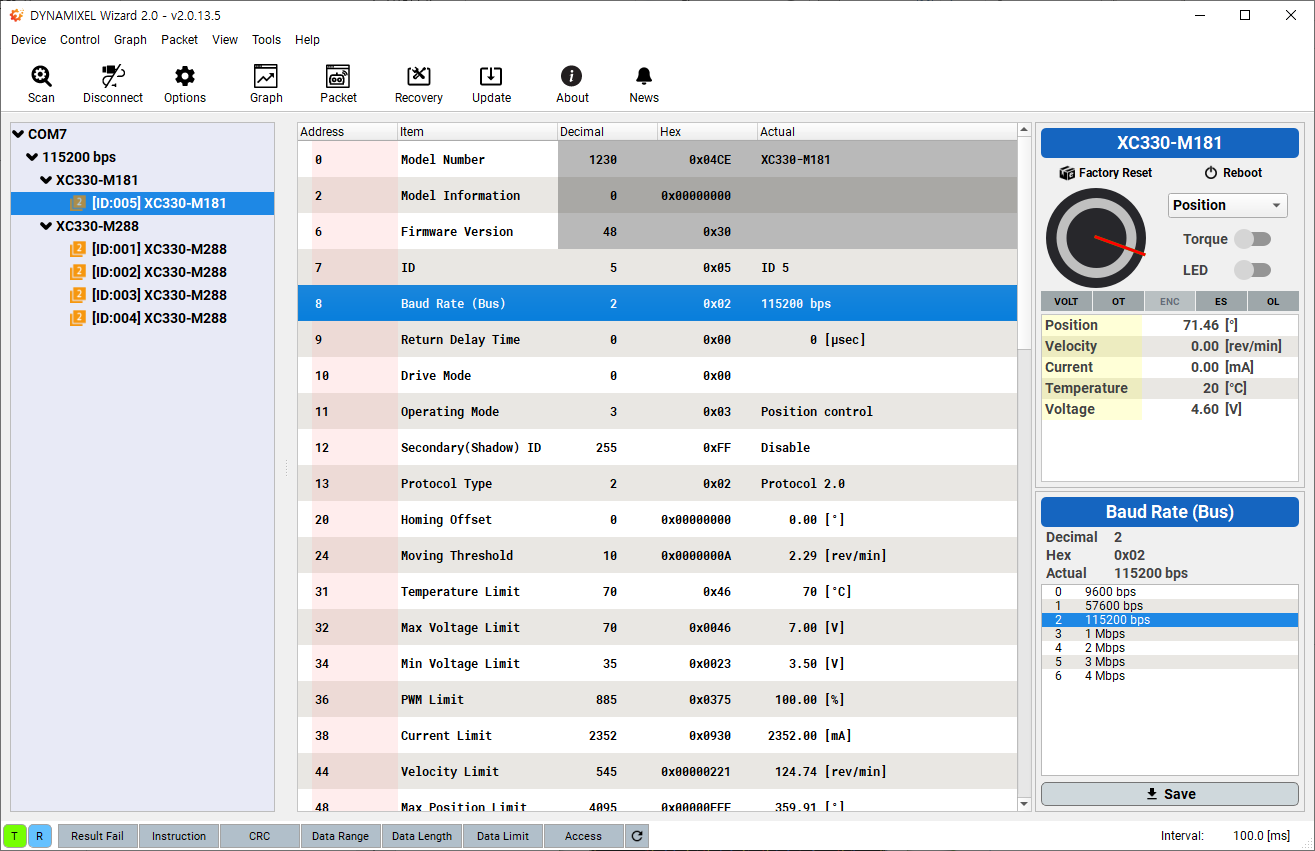 DYNAMIXEL Wizard 2.0 - v2.0.13.5
Device Control Graph Packet View Tools Help
Scan Disconnect Options Graph Packet Recovery Update About News
COM7
115200 bps
XC330-M181
2 [ID:005] XC330-M181
XC330-M288
2 [ID:001] XC330-M288
2 [ID:002] XC330-M288
2 [ID:003] XC330-M288
2 [ID:004] XC330-M288
Address Item Decimal Hex Actual
0 Model Number 1230 0x04CE XC330-M181
2 Model Information 0 0x00000000
6 Firmware Version 48 0x30
7 ID 5 0x05 ID 5
8 Baud Rate (Bus) 2 0x02 115200 bps
9 Return Delay Time 0 0x00 0 [µsec]
10 Drive Mode 0 0x00
11 Operating Mode 3 0x03 Position control
12 Secondary(Shadow) ID 255 0xFF Disable
13 Protocol Type 2 0x02 Protocol 2.0
20 Homing Offset 0 0x00000000 0.00 [°]
24 Moving Threshold 10 0x0000000A 2.29 [rev/min]
31 Temperature Limit 70 0x46 70 [°C]
32 Max Voltage Limit 70 0x0046 7.00 [V]
34 Min Voltage Limit 35 0x0023 3.50 [V]
36 PWM Limit 885 0x0375 100.00 [%]
38 Current Limit 2352 0x0930 2352.00 [mA]
44 Velocity Limit 545 0x00000221 124.74 [rev/min]
48 Max Position Limit 4095 0x00000FFF 359.91 [°]
XC330-M181
Factory Reset Reboot
Position
Torque
LED
VOLT OT ENC ES OL
Position 71.46 [°]
Velocity 0.00 [rev/min]
Current 0.00 [mA]
Temperature 20 [°C]
Voltage 4.60 [V]
Baud Rate (Bus)
Decimal 2
Hex 0x02
Actual 115200 bps
0 9600 bps
1 57600 bps
2 115200 bps
3 1 Mbps
4 2 Mbps
5 3 Mbps
6 4 Mbps
Save
T R Result Fail Instruction CRC Data Range Data Length Data Limit Access Interval: 100.0 [ms]